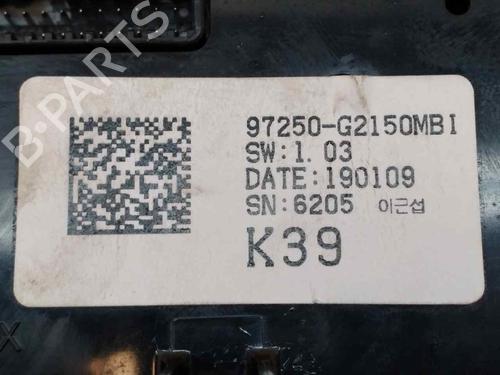 97250-G2150MBI
SW:1.03
DATE:190109
SN:6205 이근섭
K39
B-PARTS